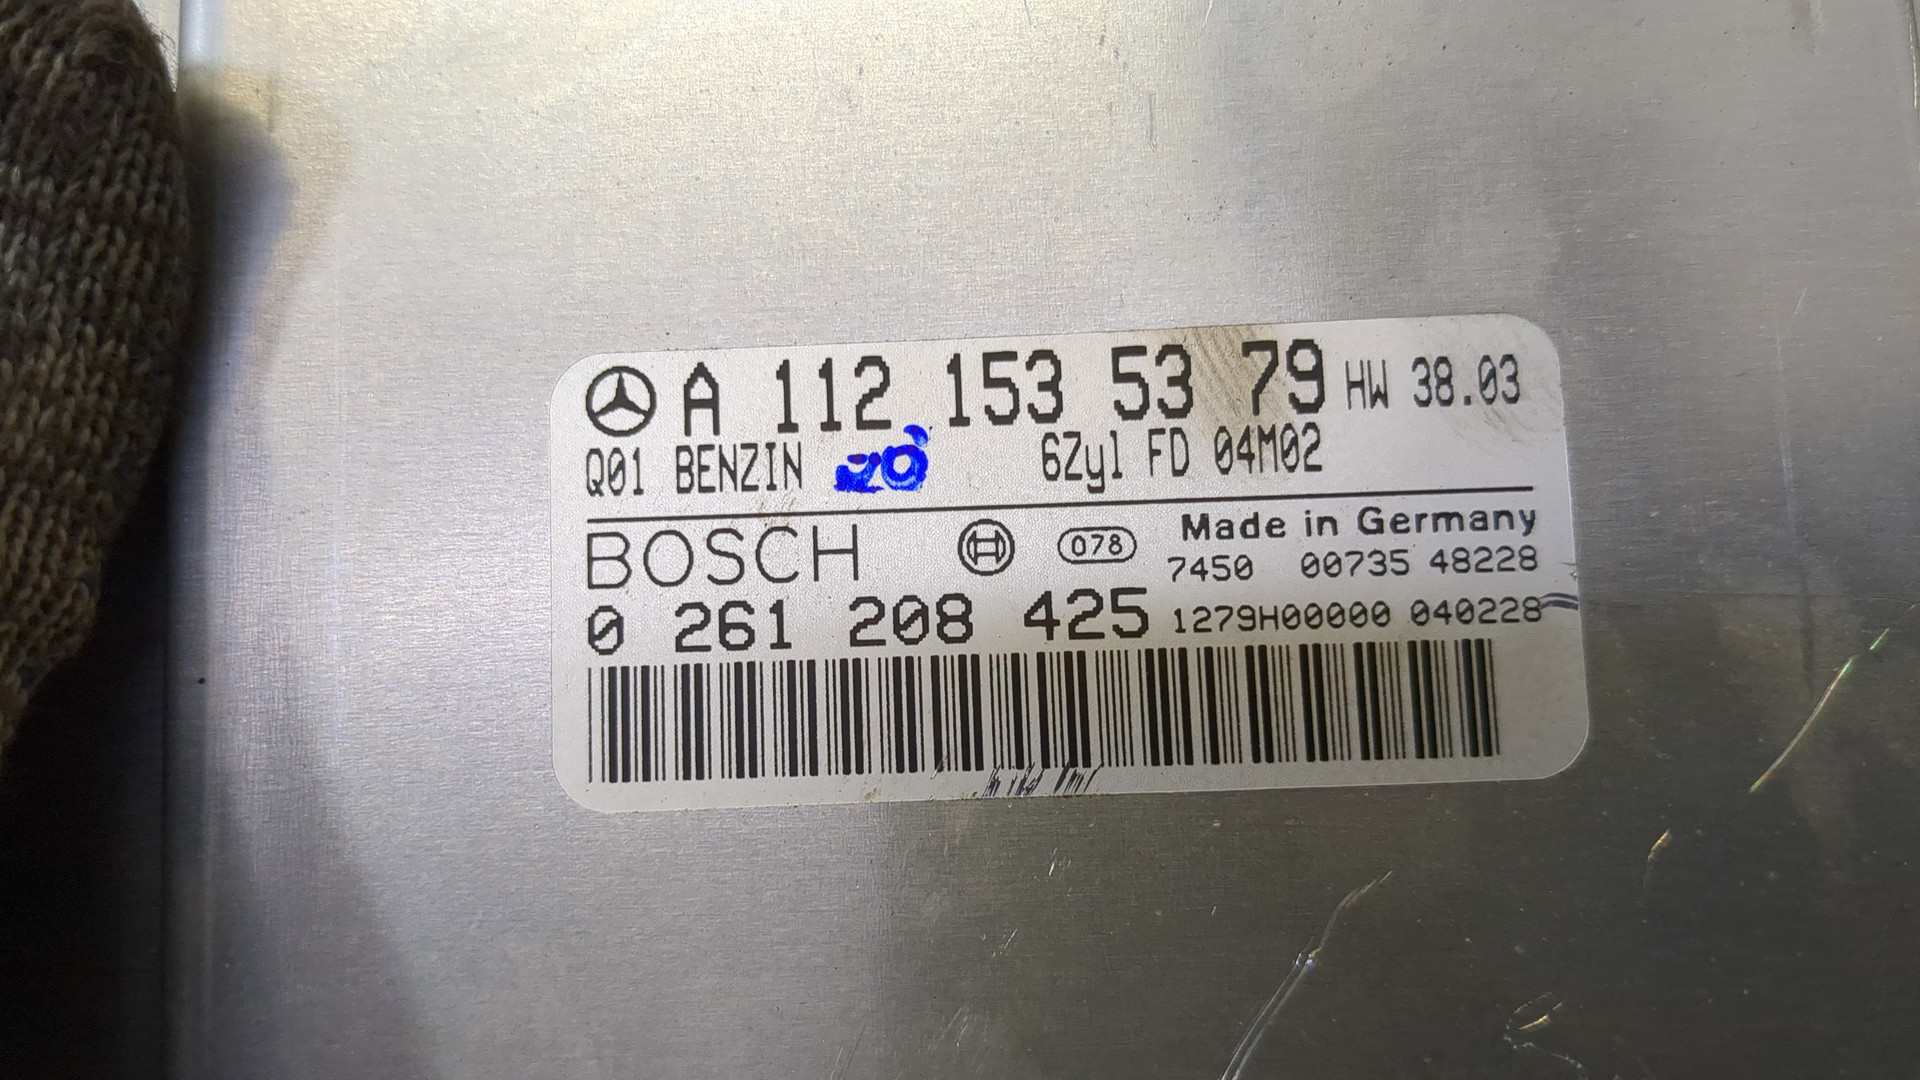 A 112 153 53 79 HW 38.03
Q01 BENZIN 6Zyl FD 04M02
BOSCH 078 Made in Germany
7450 00735 48228
0 261 208 425 1279H00000 040228